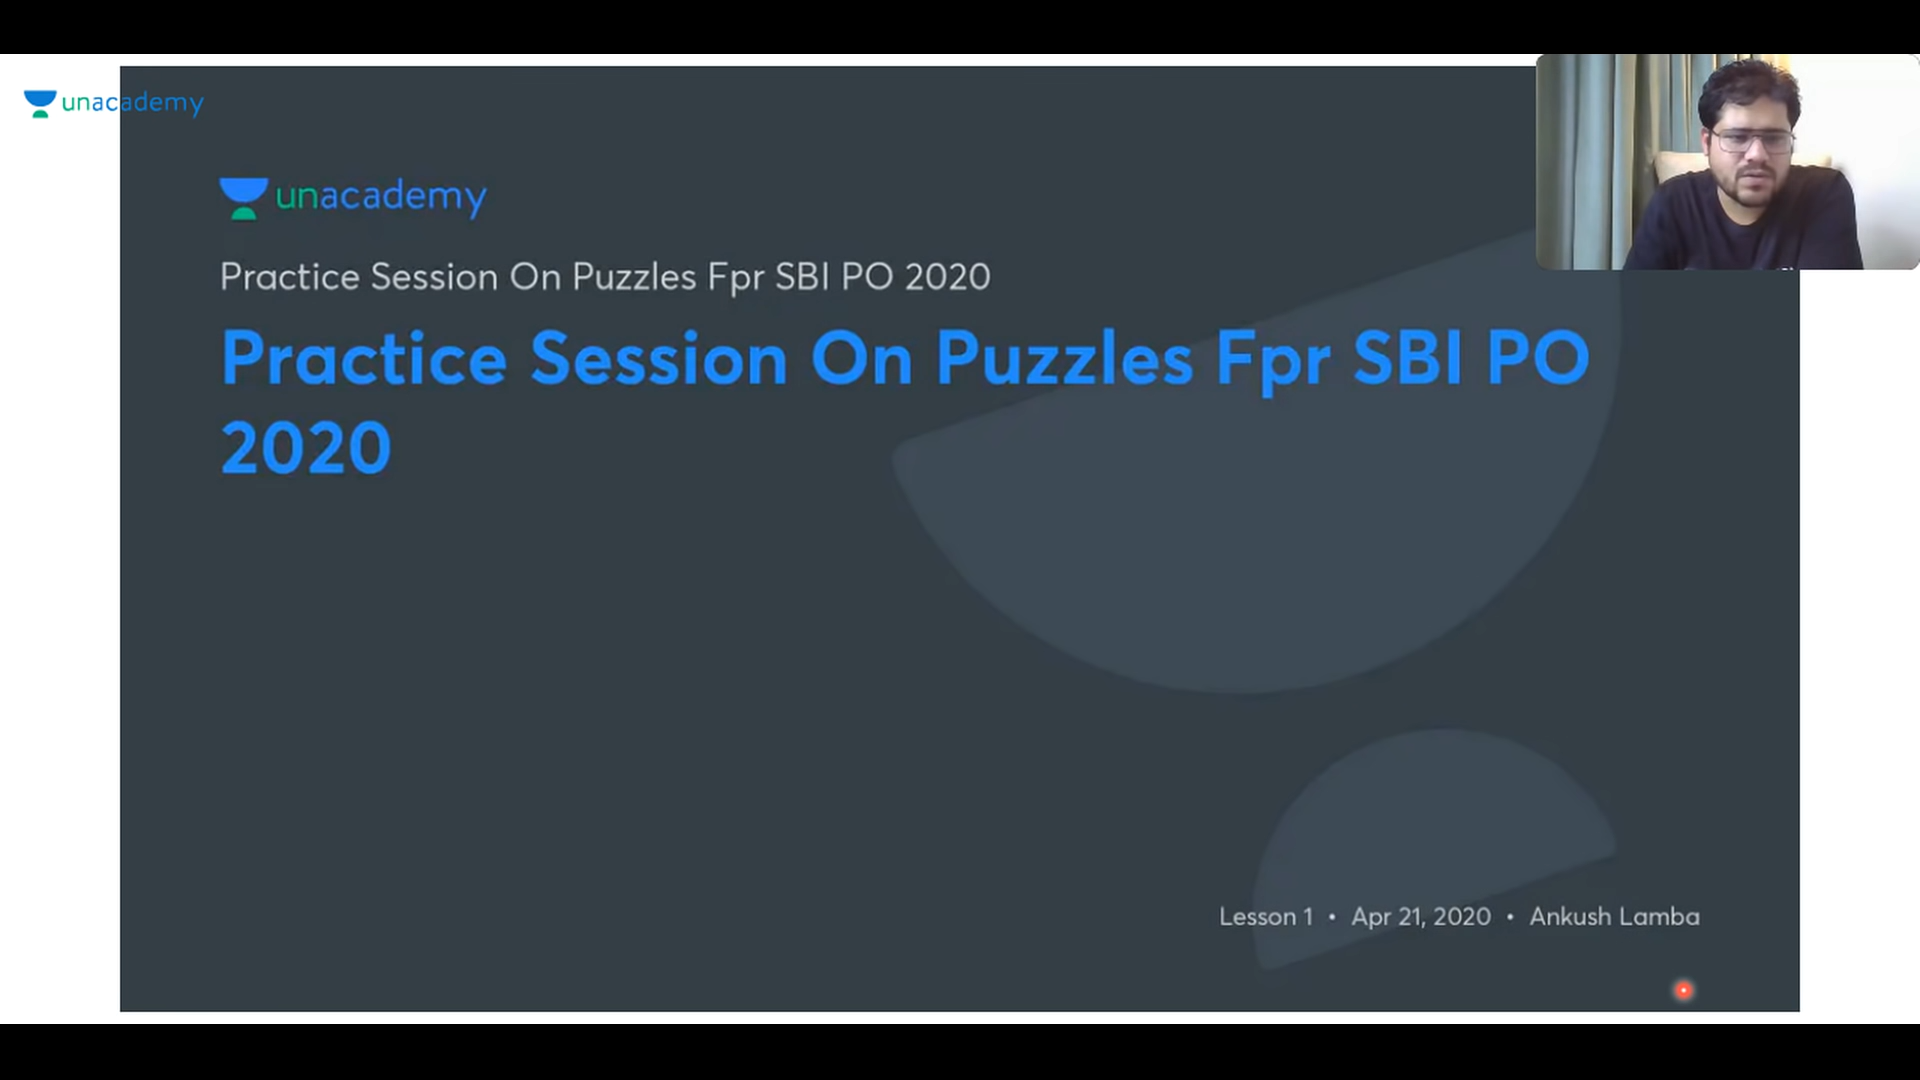 unacademy
unacademy
Practice Session On Puzzles Fpr SBI PO 2020
Practice Session On Puzzles Fpr SBI PO
2020
Lesson 1 • Apr 21, 2020 • Ankush Lamba